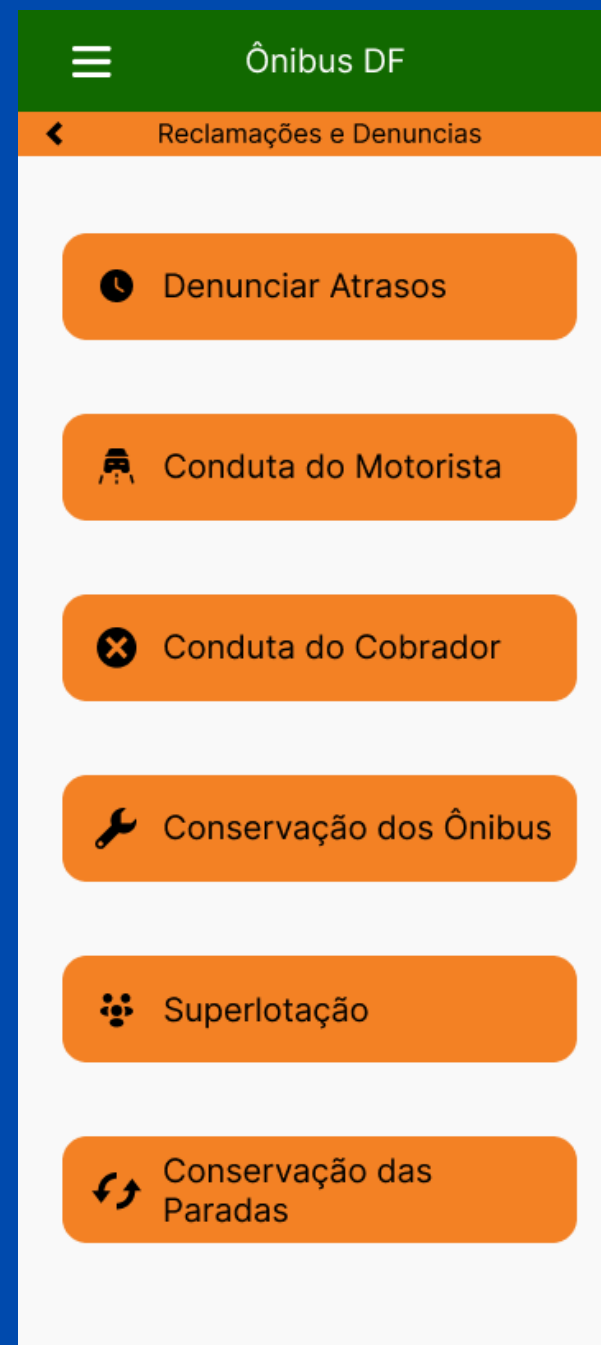 Ônibus DF
Reclamações e Denuncias
Denunciar Atrasos
Conduta do Motorista
Conduta do Cobrador
Conservação dos Ônibus
Superlotação
Conservação das
Paradas